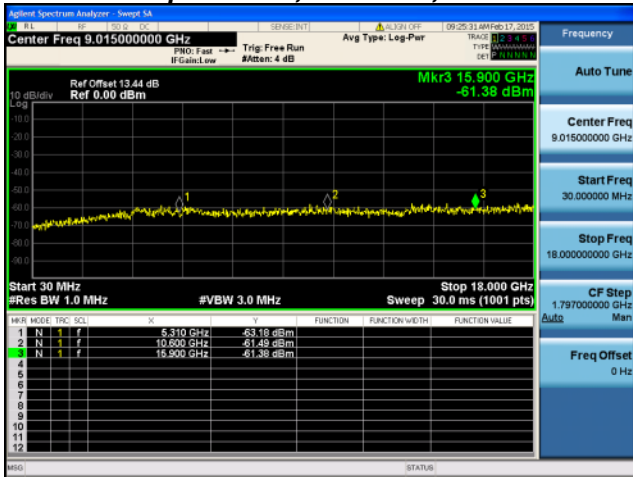 Agilent Spectrum Analyzer - Swept SA
RL RF 50 Ω DC SENSE:INT ALIGN OFF 09:25:31 AM Feb 17, 2015
Center Freq 9.015000000 GHz Avg Type: Log-Pwr TRACE 1 2 3 4 5 6
PNO: Fast Trig: Free Run TYPE
IFGain:Low #Atten: 4 dB DET P N N N N N
Ref Offset 13.44 dB Mkr3 15.900 GHz
10 dB/div Ref 0.00 dBm -61.38 dBm
Log
-10.0
-20.0
-30.0
-40.0
-50.0
1 2 3
-60.0
-70.0
-80.0
-90.0
Start 30 MHz Stop 18.000 GHz
#Res BW 1.0 MHz #VBW 3.0 MHz Sweep 30.0 ms (1001 pts)
MKR MODE TRC SCL X Y FUNCTION FUNCTION WIDTH FUNCTION VALUE
1 N 1 f 5.310 GHz -63.18 dBm
2 N 1 f 10.600 GHz -61.49 dBm
3 N 1 f 15.900 GHz -61.38 dBm
4
5
6
7
8
9
10
11
12
MSG STATUS
Frequency
Auto Tune
Center Freq
9.015000000 GHz
Start Freq
30.000000 MHz
Stop Freq
18.000000000 GHz
CF Step
1.797000000 GHz
Auto Man
Freq Offset
0 Hz